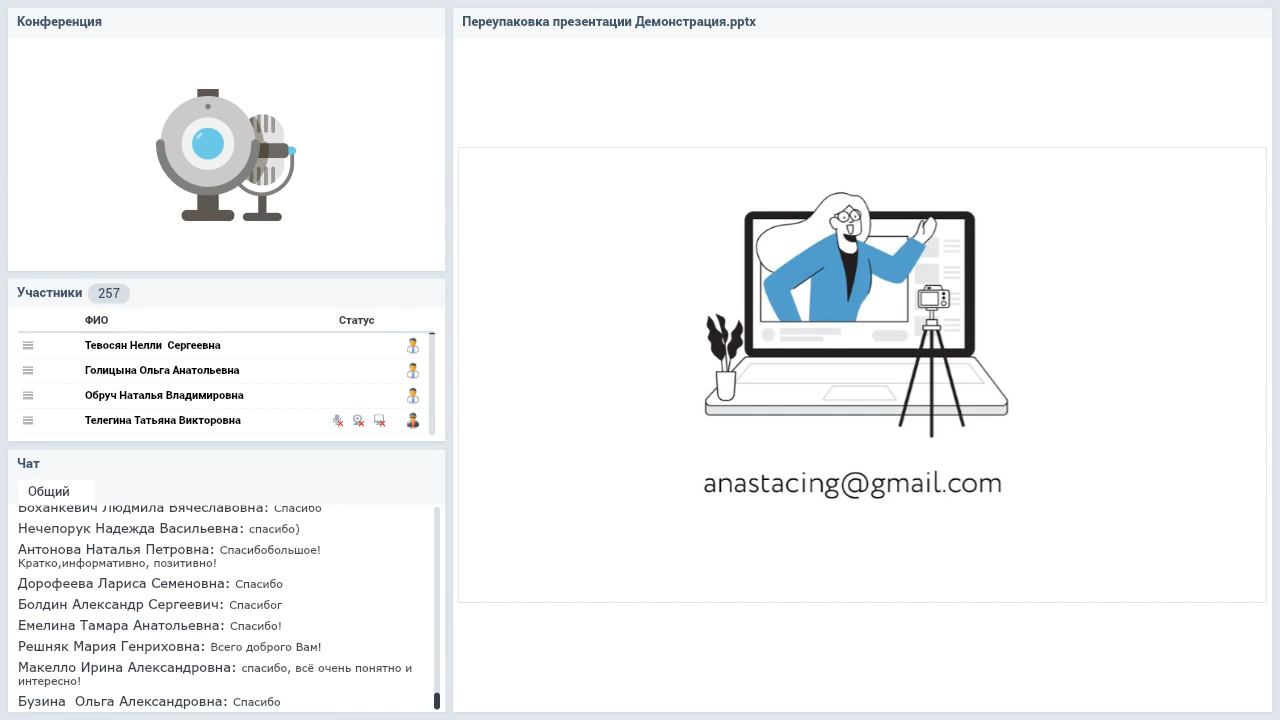 Конференция
Участники 257
ФИО Статус
Тевосян Нелли  Сергеевна
Голицына Ольга Анатольевна
Обруч Наталья Владимировна
Телегина Татьяна Викторовна
Чат
Общий
Боханкевич Людмила Вячеславовна: Спасибо
Нечепорук Надежда Васильевна: спасибо)
Антонова Наталья Петровна: Спасибобольшое!
Кратко,информативно, позитивно!
Дорофеева Лариса Семеновна: Спасибо
Болдин Александр Сергеевич: Спасибог
Емелина Тамара Анатольевна: Спасибо!
Решняк Мария Генриховна: Всего доброго Вам!
Макелло Ирина Александровна: спасибо, всё очень понятно и
интересно!
Бузина  Ольга Александровна: Спасибо
Переупаковка презентации Демонстрация.pptx
anastacing@gmail.com